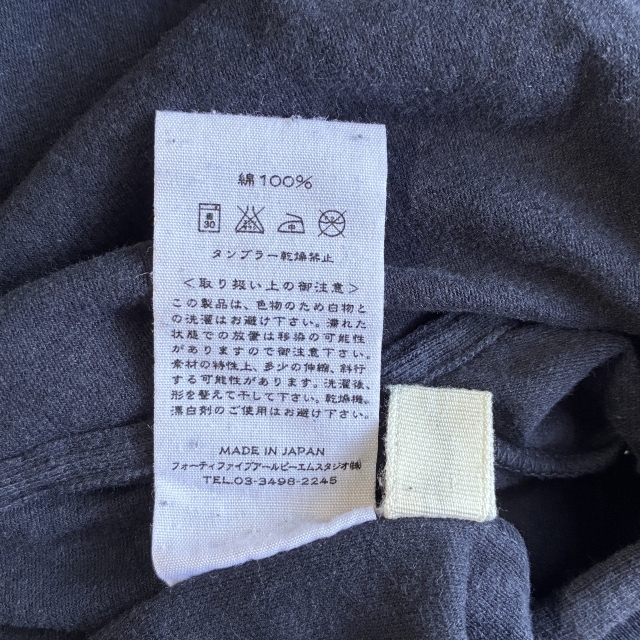 綿100%
弱
30
中
タンブラー乾燥禁止
<取り扱い上の御注意>
この製品は、色物のため白物と
の洗濯はお避け下さい。濡れた
状態での放置は移染の可能性
がありますので御注意下さい。
素材の特性上、多少の伸縮、斜行
する可能性があります。洗濯後、
形を整えて干して下さい。乾燥機、
漂白剤のご使用はお避け下さい。
MADE IN JAPAN
フォーティファイブアールピーエムスタジオ㈱
TEL.03-3498-2245